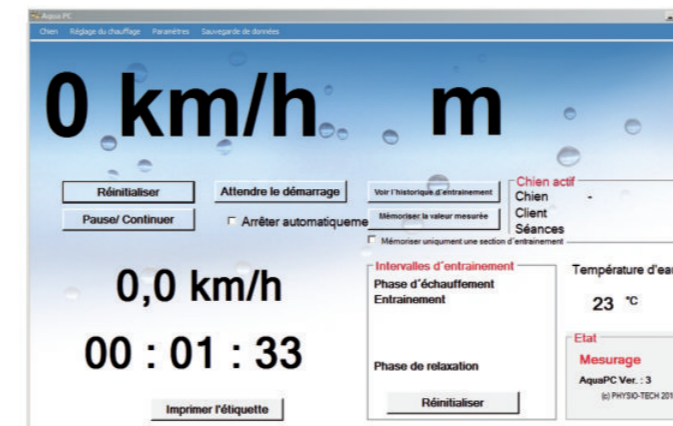 Aqua PC
Chien Réglage du chauffage Paramètres Sauvegarde de données
0 km/h m
Réinitialiser Attendre le démarrage
Pause/ Continuer Arrêter automatiqueme
Voir l'historique d'entrainement
Mémoriser la valeur mesurée
Mémoriser uniqument une section d'entrainement
Chien actif
Chien -
Client
Séances
0,0 km/h
00 : 01 : 33
Imprimer l'étiquette
Intervalles d'entrainement
Phase d'échauffement
Entrainement
Phase de relaxation
Réinitialiser
Température d'eau
23 °C
Etat
Mesurage
AquaPC Ver. : 3
(c) PHYSIO-TECH 201